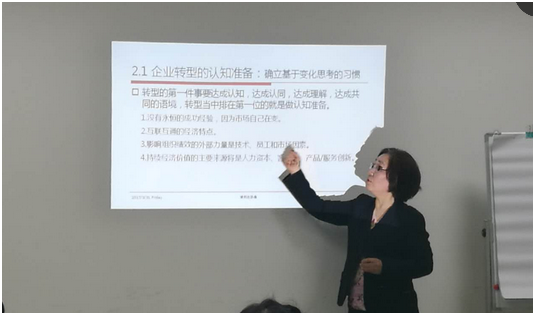 2.1 企业转型的认知准备：确立基于变化思考的习惯
转型的第一件事要达成认知，达成认同，达成理解，达成共
同的语境，转型当中排在第一位的就是做认知准备。
1.没有永恒的成功经验，因为市场自己在变。
2.互联互通的经济特点。
3.影响组织绩效的外部力量是技术、员工和市场因素。
4.持续经济价值的主要来源将是人力资本、 产品/服务创新。